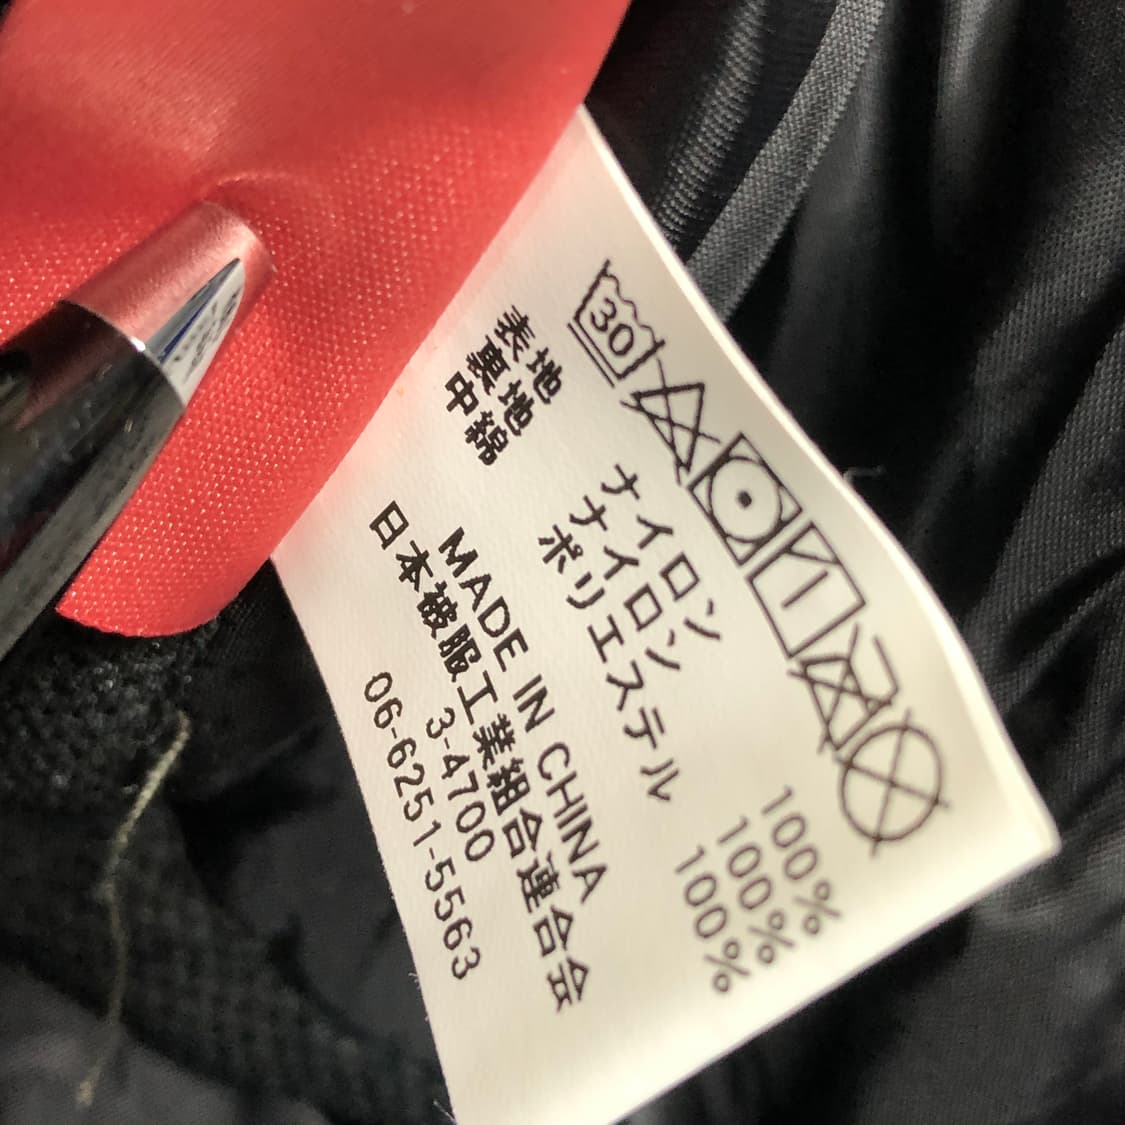 30
表地 ナイロン 100%
裏地 ナイロン 100%
中綿 ポリエステル 100%
MADE IN CHINA
日本被服工業組合連合会
3-4700
06-6251-5563